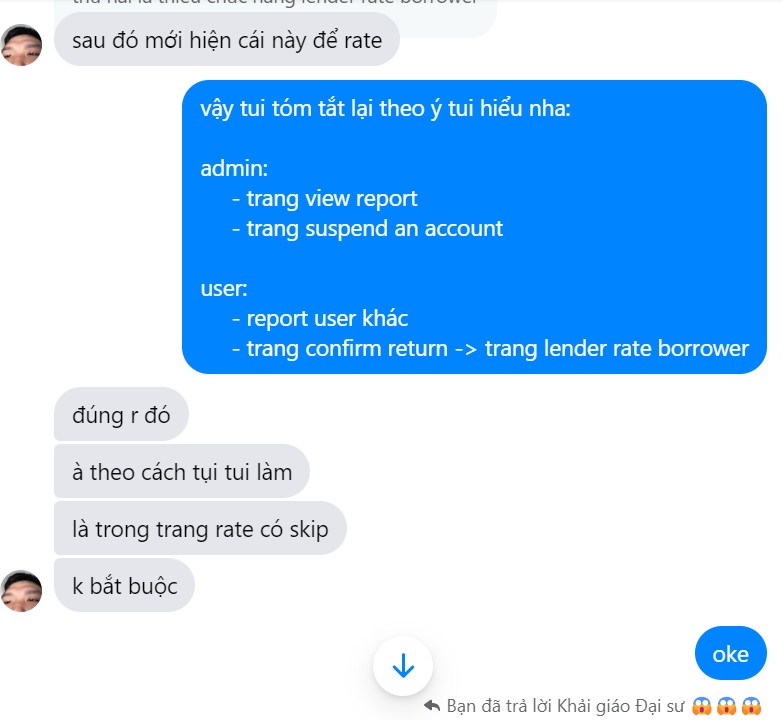 sau đó mới hiện cái này để rate
vậy tui tóm tắt lại theo ý tui hiểu nha:
admin:
- trang view report
- trang suspend an account
user:
- report user khác
- trang confirm return -> trang lender rate borrower
đúng r đó
à theo cách tụi tui làm
là trong trang rate có skip
k bắt buộc
oke
Bạn đã trả lời Khải giáo Đại sư 😱😱😱